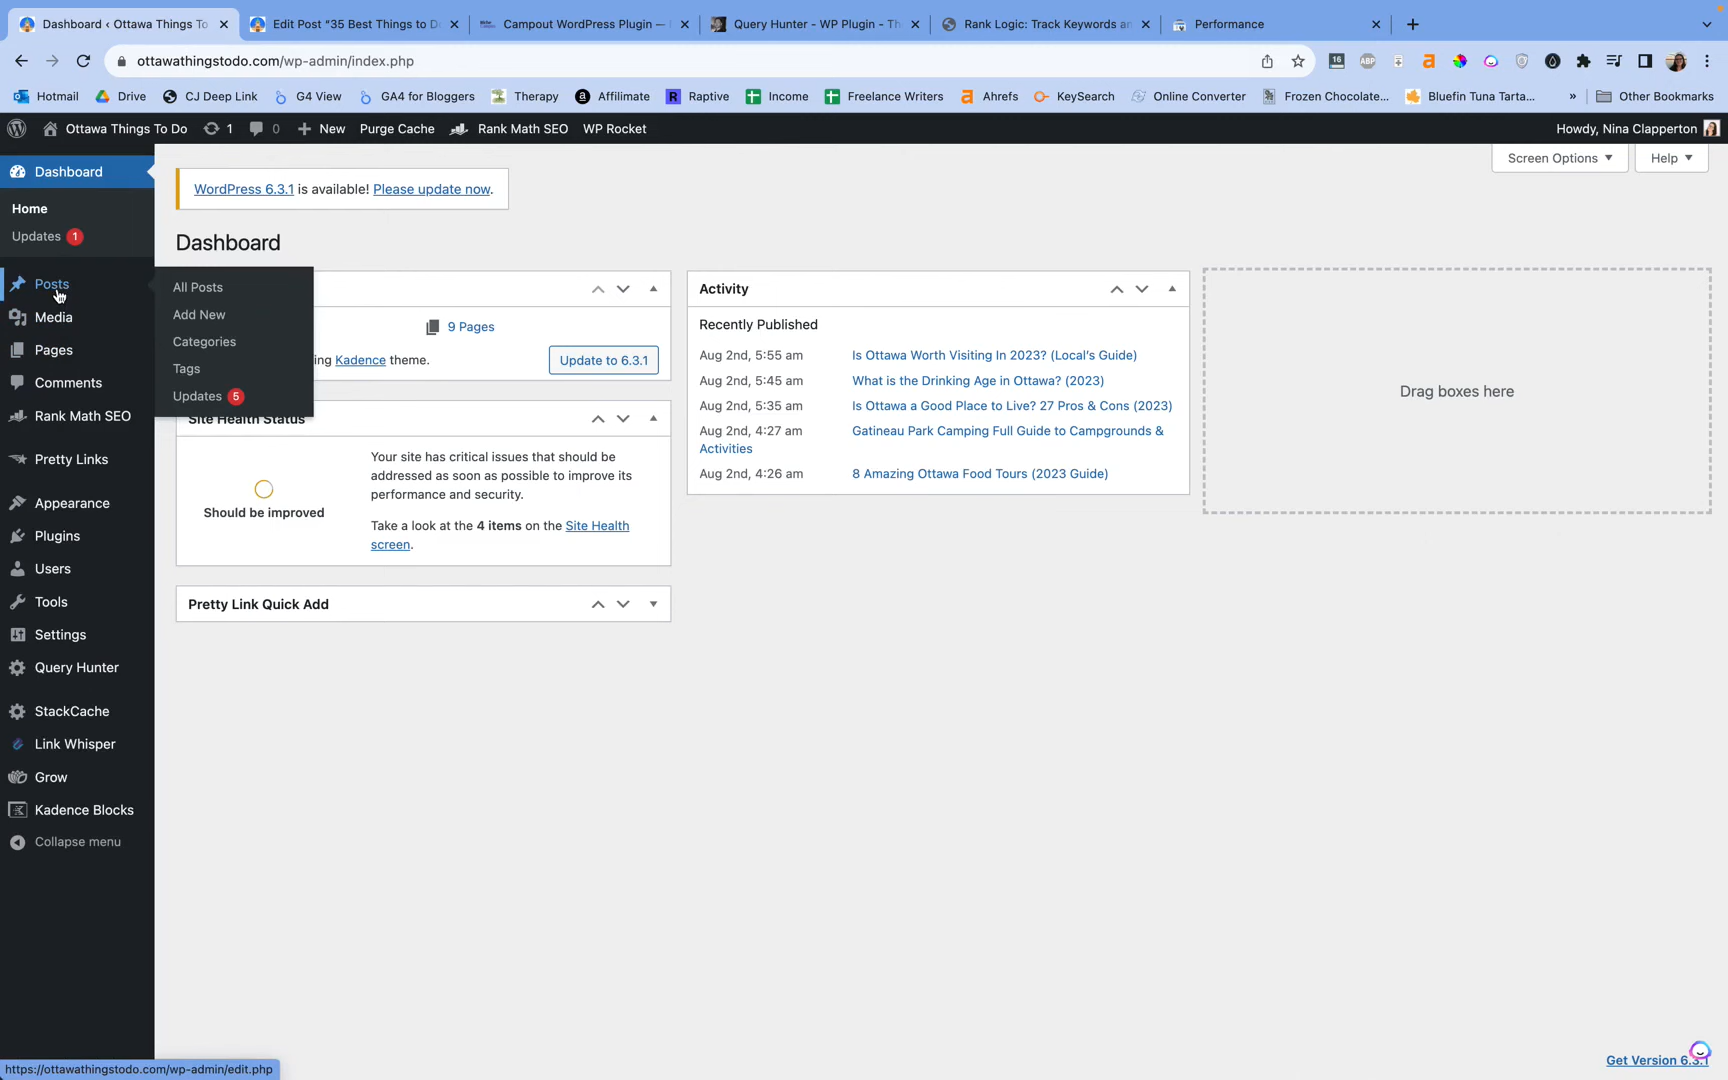 Dashboard ‹ Ottawa Things To
Edit Post “35 Best Things to Do
Campout WordPress Plugin —
Query Hunter - WP Plugin - Th
Rank Logic: Track Keywords an
Performance
ottawathingstodo.com/wp-admin/index.php
16
ABP
Hotmail
Drive
CJ Deep Link
G4 View
GA4 for Bloggers
Therapy
Affilimate
Raptive
Income
Freelance Writers
Ahrefs
KeySearch
Online Converter
Frozen Chocolate...
Bluefin Tuna Tarta...
»
Other Bookmarks
Ottawa Things To Do
1
0
New
Purge Cache
Rank Math SEO
WP Rocket
Howdy, Nina Clapperton
Dashboard
Home
Updates 1
Posts
Media
Pages
Comments
Rank Math SEO
Pretty Links
Appearance
Plugins
Users
Tools
Settings
Query Hunter
StackCache
Link Whisper
Grow
Kadence Blocks
Collapse menu
All Posts
Add New
Categories
Tags
Updates 5
Screen Options
Help
WordPress 6.3.1 is available! Please update now.
Dashboard
9 Pages
ing Kadence theme.
Update to 6.3.1
Site Health Status
Should be improved
Your site has critical issues that should be
addressed as soon as possible to improve its
performance and security.
Take a look at the 4 items on the Site Health
screen.
Pretty Link Quick Add
Activity
Recently Published
Aug 2nd, 5:55 am Is Ottawa Worth Visiting In 2023? (Local's Guide)
Aug 2nd, 5:45 am What is the Drinking Age in Ottawa? (2023)
Aug 2nd, 5:35 am Is Ottawa a Good Place to Live? 27 Pros & Cons (2023)
Aug 2nd, 4:27 am Gatineau Park Camping Full Guide to Campgrounds &
Activities
Aug 2nd, 4:26 am 8 Amazing Ottawa Food Tours (2023 Guide)
Drag boxes here
Get Version 6.3.1
https://ottawathingstodo.com/wp-admin/edit.php